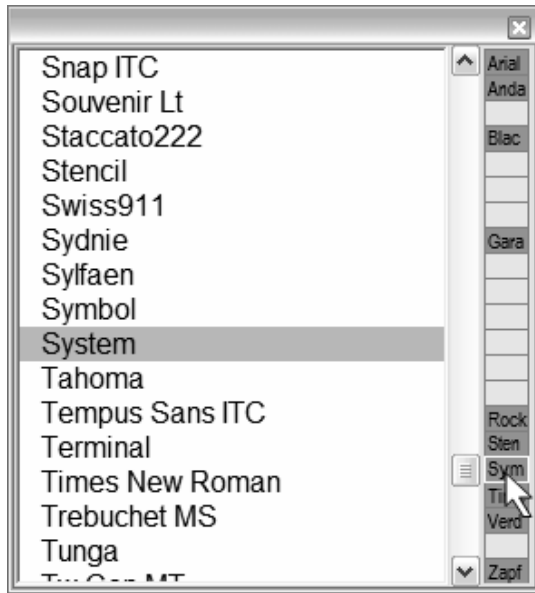 Snap ITC
Souvenir Lt
Staccato222
Stencil
Swiss911
Sydnie
Sylfaen
Symbol
System
Tahoma
Tempus Sans ITC
Terminal
Times New Roman
Trebuchet MS
Tunga
Arial
Anda
Blac
Gara
Rock
Sten
Sym
Verd
Zapf